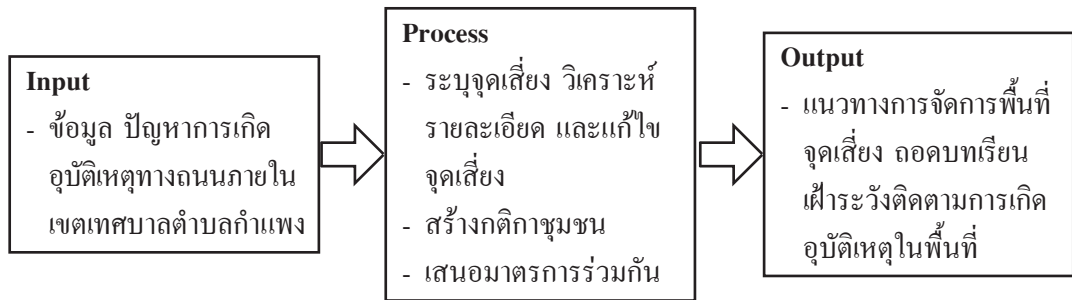 Input
- ข้อมูล ปัญหาการเกิด
อุบัติเหตุทางถนนภายใน
เขตเทศบาลตำบลกำแพง
Process
- ระบุจุดเสี่ยง วิเคราะห์
รายละเอียด และแก้ไข
จุดเสี่ยง
- สร้างกติกาชุมชน
- เสนอมาตรการร่วมกัน
Output
- แนวทางการจัดการพื้นที่
จุดเสี่ยง ถอดบทเรียน
เฝ้าระวังติดตามการเกิด
อุบัติเหตุในพื้นที่